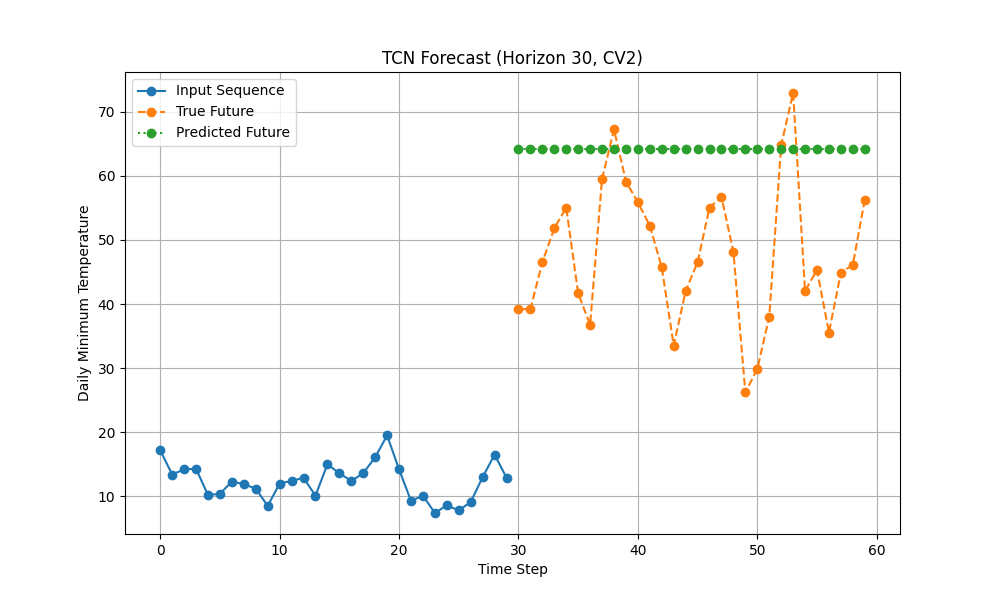 TCN Forecast (Horizon 30, CV2)
Input Sequence
True Future
Predicted Future
Daily Minimum Temperature
70
60
50
40
30
20
10
0 10 20 30 40 50 60
Time Step